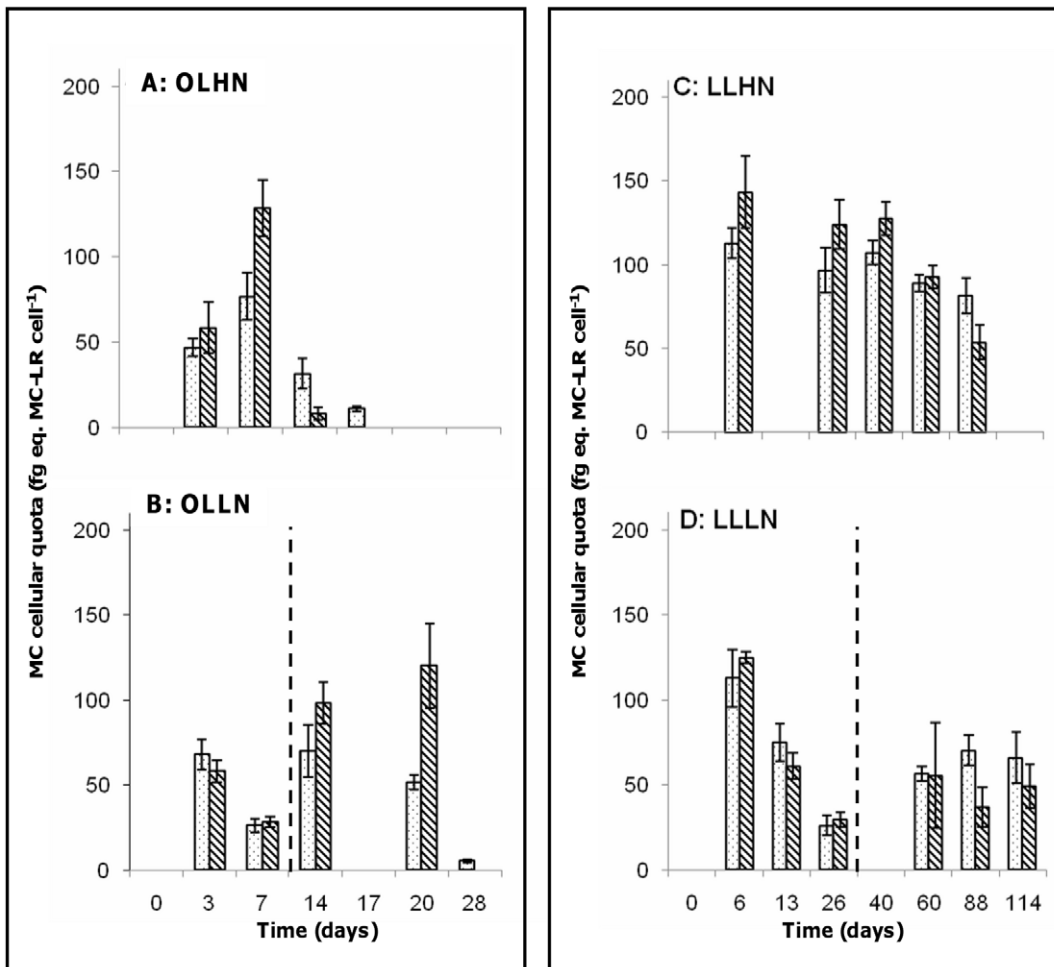 A: OLHN
200
150
100
50
0
B: OLLN
200
150
100
50
0
0 3 7 14 17 20 28
Time (days)
MC cellular quota (fg eq. MC-LR cell-1)
C: LLHN
200
150
100
50
0
D: LLLN
200
150
100
50
0
0 6 13 26 40 60 88 114
Time (days)
MC cellular quota (fg eq. MC-LR cell-1)